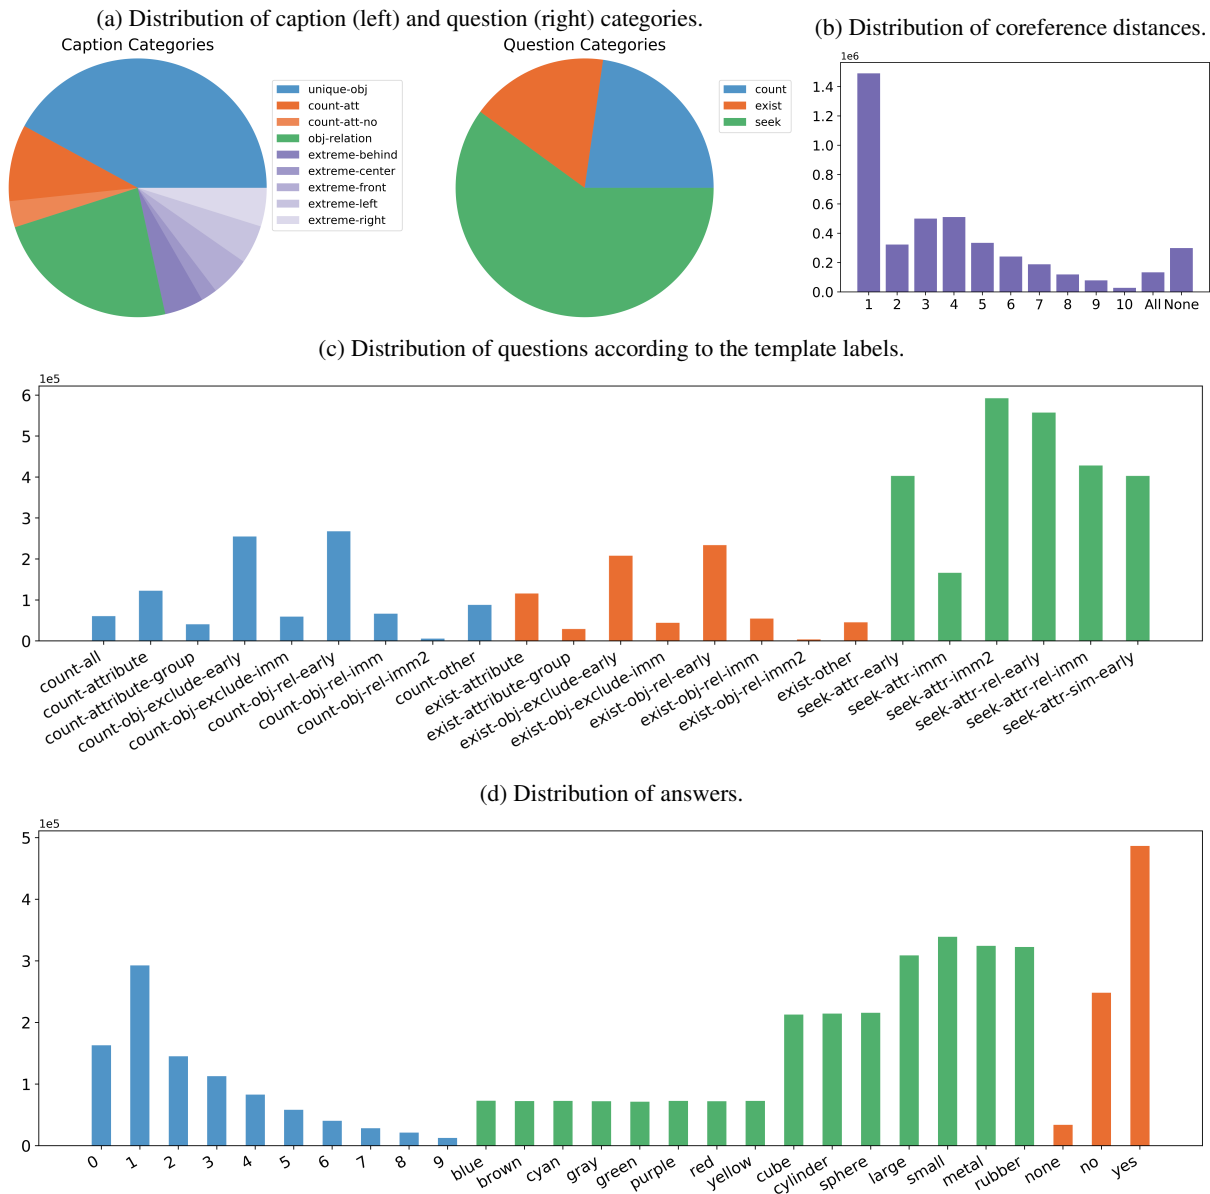 (a) Distribution of caption (left) and question (right) categories.
Caption Categories
unique-obj
count-att
count-att-no
obj-relation
extreme-behind
extreme-center
extreme-front
extreme-left
extreme-right
Question Categories
count
exist
seek
(b) Distribution of coreference distances.
1e6
1.4
1.2
1.0
0.8
0.6
0.4
0.2
0.0
1 2 3 4 5 6 7 8 9 10 All None
(c) Distribution of questions according to the template labels.
1e5
6
5
4
3
2
1
0
count-all
count-attribute
count-attribute-group
count-obj-exclude-early
count-obj-exclude-imm
count-obj-rel-early
count-obj-rel-imm
count-obj-rel-imm2
count-other
exist-attribute
exist-attribute-group
exist-obj-exclude-early
exist-obj-exclude-imm
exist-obj-rel-early
exist-obj-rel-imm
exist-obj-rel-imm2
exist-other
seek-attr-early
seek-attr-imm
seek-attr-imm2
seek-attr-rel-early
seek-attr-rel-imm
seek-attr-sim-early
(d) Distribution of answers.
1e5
5
4
3
2
1
0
0
1
2
3
4
5
6
7
8
9
blue
brown
cyan
gray
green
purple
red
yellow
cube
cylinder
sphere
large
small
metal
rubber
none
no
yes